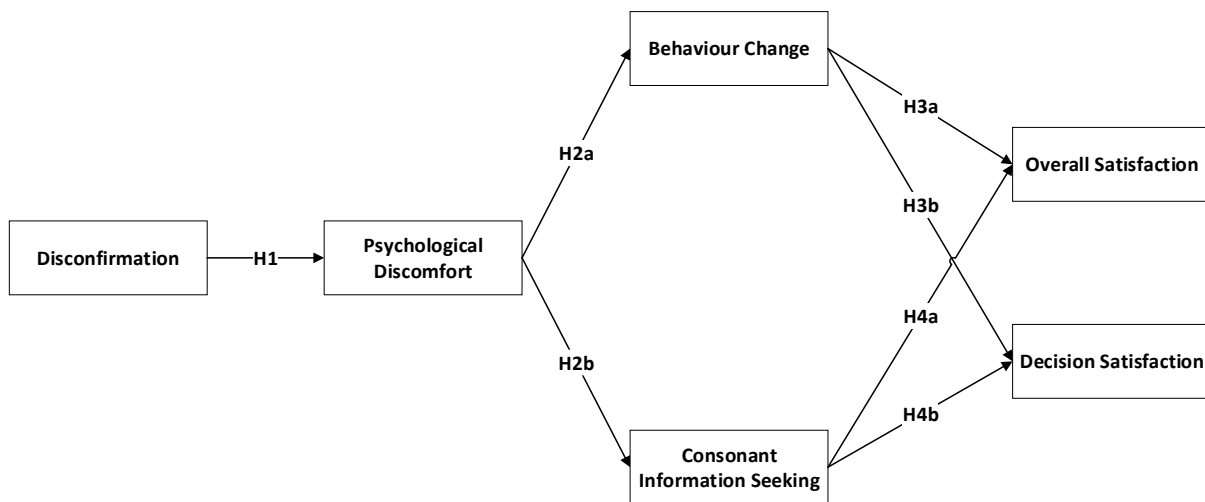 Behaviour Change
H3a
Overall Satisfaction
H2a
H3b
Disconfirmation
H1
Psychological
Discomfort
H4a
H2b
Decision Satisfaction
H4b
Consonant
Information Seeking